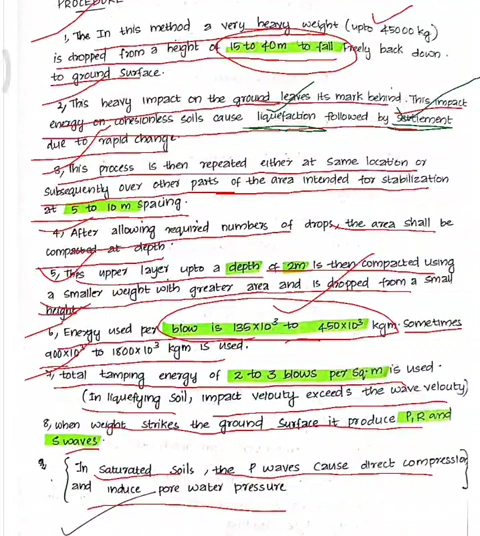 PROCEDURE
1, The In this method a very heavy weight (upto 45000 kg)
is dropped from a height of 15 to 40m to fall freely back down.
to ground surface.
2, This heavy impact on the ground leaves its mark behind. This impact
energy on cohesionless soils cause liquefaction followed by settlement
due to rapid change
3, This process is then repeated either at same location or
subsequently over other parts of the area intended for stabilization
at 5 to 10 m spacing.
4, After allowing required numbers of drops, the area shall be
compacted at depth.
5, This upper layer upto a depth of 2m is then compacted using
a smaller weight with greater area and is dropped from a small
height
6, Energy used per blow is 135x10³ to 450x10³ kgm. Sometimes
900x10³ to 1800x10³ kgm is used.
7, total tamping energy of 2 to 3 blows per sq.m is used.
(In liquefying soil, impact velouty exceeds the wave velouty)
8, when weight strikes the ground surface it produce P, R and
S waves.
9, In saturated soils, the P waves cause direct compression
and induce pore water pressure